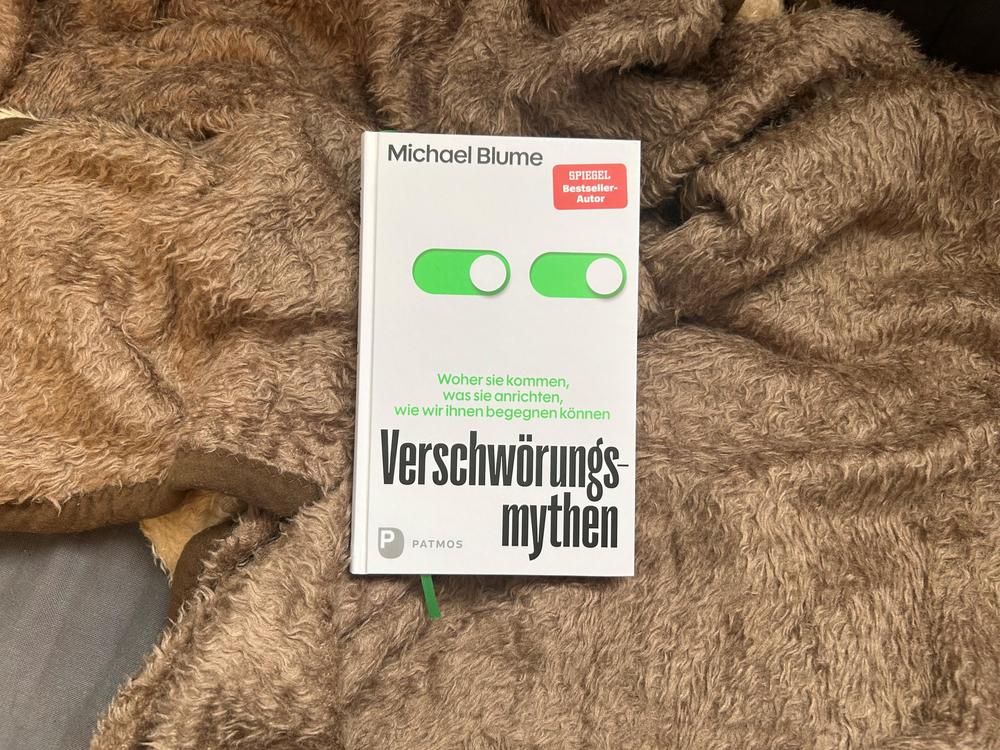 Michael Blume
SPIEGEL
Bestseller-
Autor
Woher sie kommen,
was sie anrichten,
wie wir ihnen begegnen können
Verschwörungs-
mythen
P PATMOS